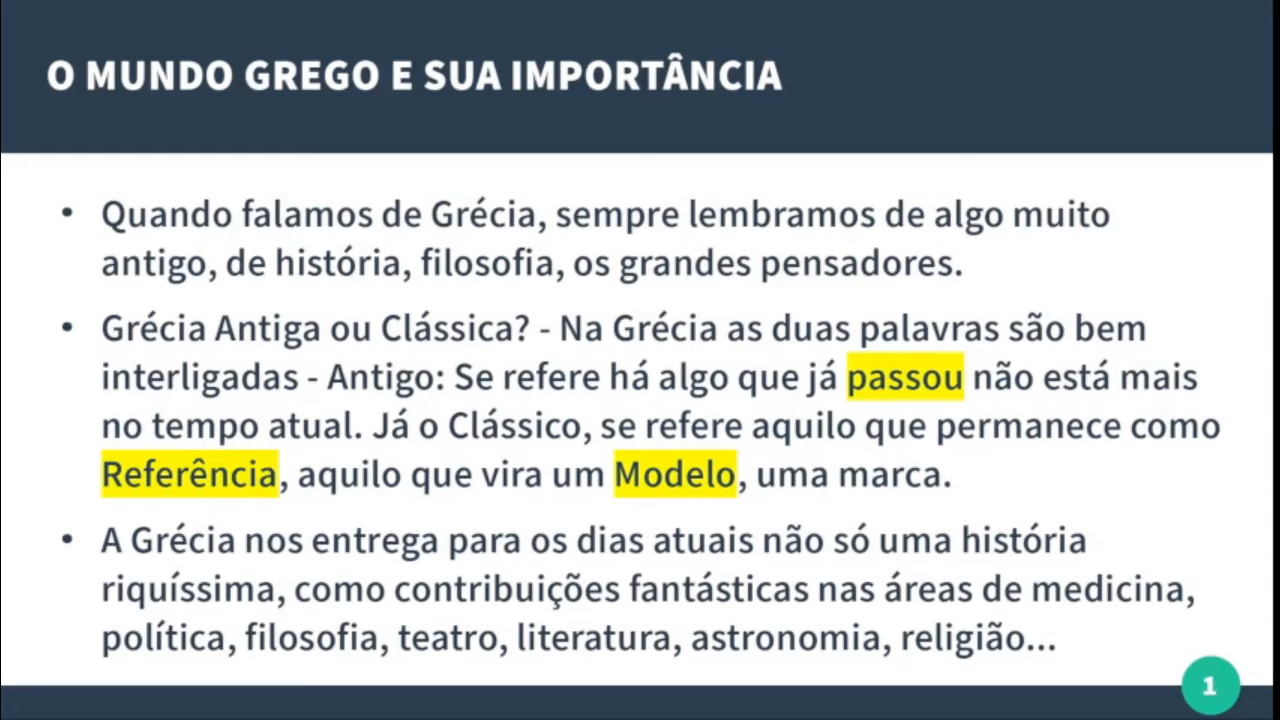 O MUNDO GREGO E SUA IMPORTÂNCIA
• Quando falamos de Grécia, sempre lembramos de algo muito
antigo, de história, filosofia, os grandes pensadores.
• Grécia Antiga ou Clássica? - Na Grécia as duas palavras são bem
interligadas - Antigo: Se refere há algo que já passou não está mais
no tempo atual. Já o Clássico, se refere aquilo que permanece como
Referência, aquilo que vira um Modelo, uma marca.
• A Grécia nos entrega para os dias atuais não só uma história
riquíssima, como contribuições fantásticas nas áreas de medicina,
política, filosofia, teatro, literatura, astronomia, religião...
1